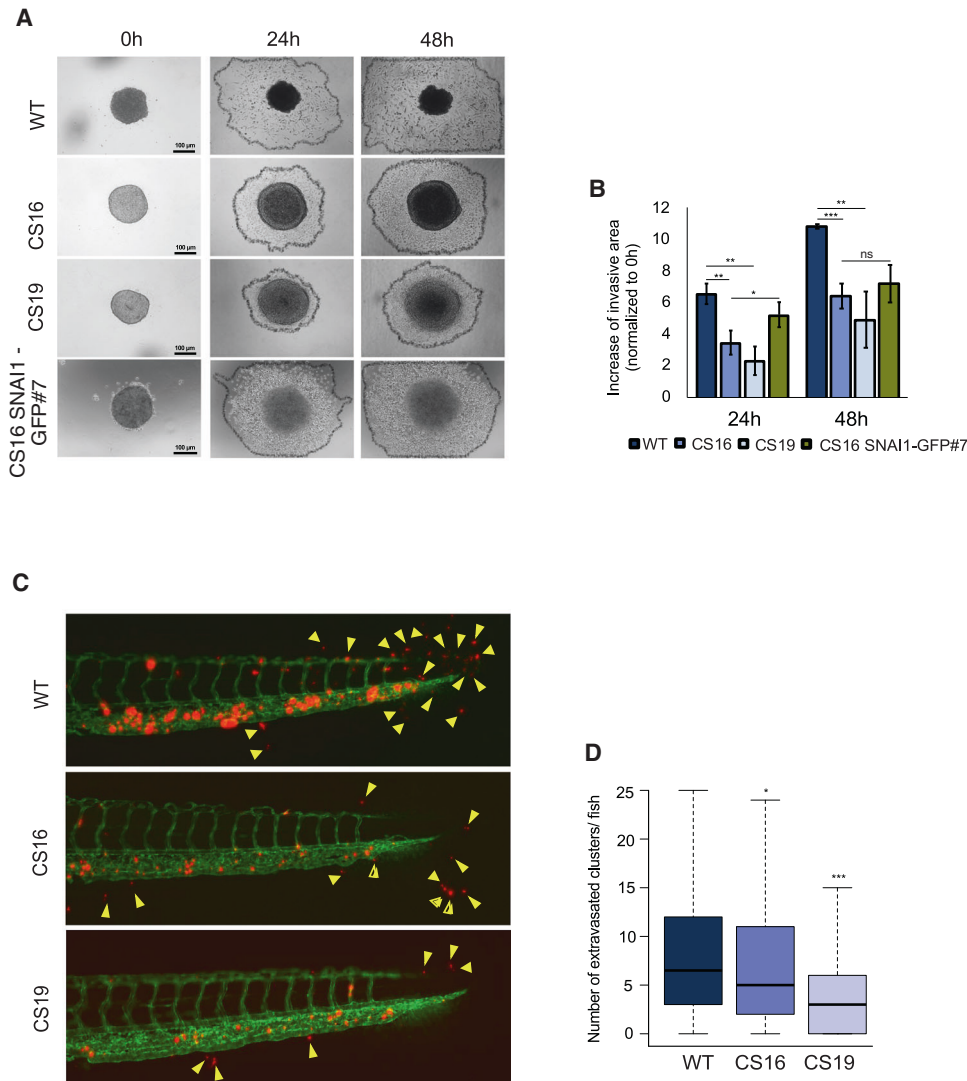 A
0h 24h 48h
WT
100 µm
CS16
100 µm
CS19
100 µm
CS16 SNAI1 -
GFP#7
100 µm
B
Increase of invasive area
(normalized to 0h)
12
10
8
6
4
2
0
** *** ** ** * ns
24h 48h
WT CS16 CS19 CS16 SNAI1-GFP#7
C
WT
CS16
CS19
D
Number of extravasated clusters/ fish
25
20
15
10
5
0
* ***
WT CS16 CS19